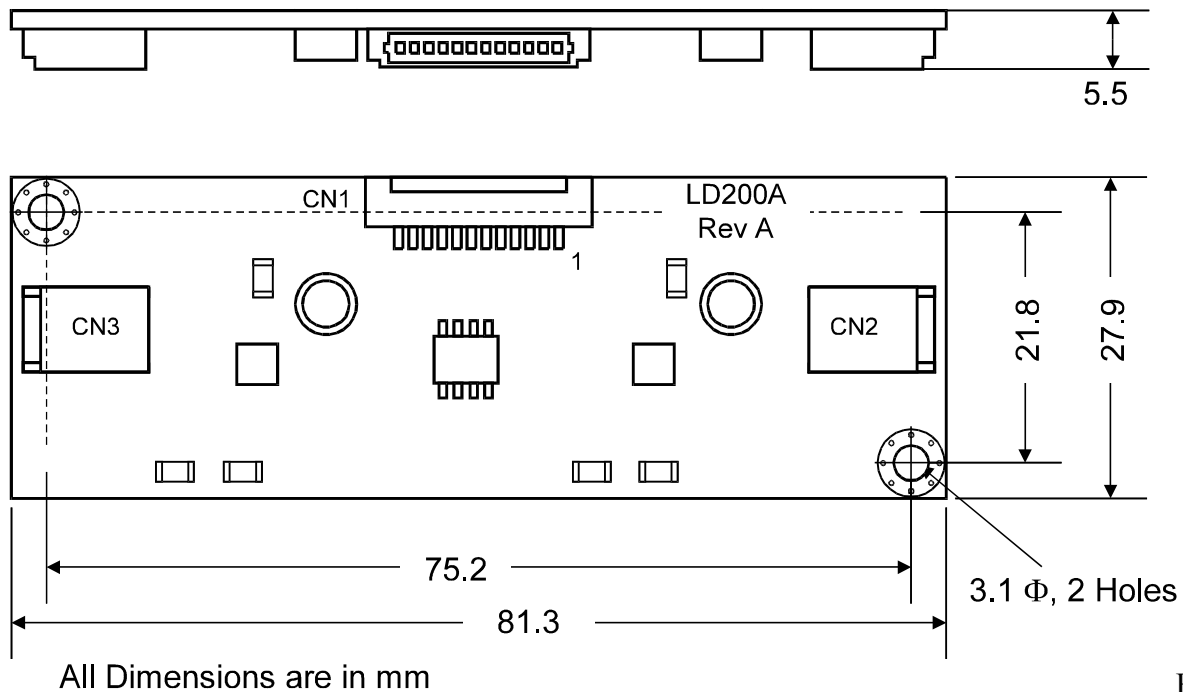 5.5
CN1
LD200A
Rev A
1
CN3
CN2
21.8
27.9
75.2
3.1 Φ, 2 Holes
81.3
All Dimensions are in mm